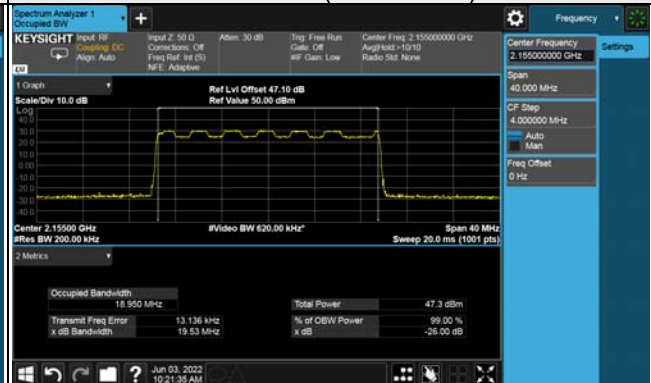 Spectrum Analyzer 1
Occupied BW
+
Frequency
KEYSIGHT
Input: RF
Coupling: DC
Align: Auto
Input Z: 50 Ω
Corrections: Off
Freq Ref: Int (S)
NFE: Adaptive
Atten: 30 dB
Trig: Free Run
Gate: Off
#IF Gain: Low
Center Freq: 2.155000000 GHz
Avg|Hold:>10/10
Radio Std: None
Center Frequency
2.155000000 GHz
Settings
Span
40.000 MHz
CF Step
4.000000 MHz
Auto
Man
Freq Offset
0 Hz
1 Graph
Scale/Div 10.0 dB
Ref Lvl Offset 47.10 dB
Ref Value 50.00 dBm
Log
40.0
30.0
20.0
10.0
0.00
-10.0
-20.0
-30.0
-40.0
Center 2.15500 GHz
#Res BW 200.00 kHz
#Video BW 620.00 kHz*
Span 40 MHz
Sweep 20.0 ms (1001 pts)
2 Metrics
Occupied Bandwidth
18.950 MHz
Total Power 47.3 dBm
Transmit Freq Error 13.136 kHz
% of OBW Power 99.00 %
x dB Bandwidth 19.53 MHz
x dB -26.00 dB
?
Jun 03, 2022
10:21:35 AM